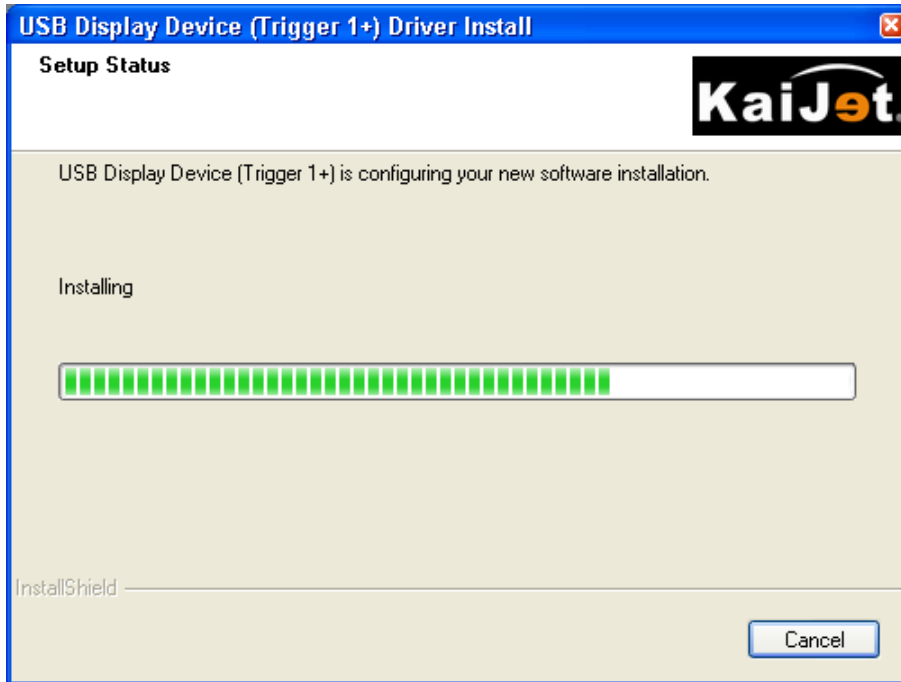 USB Display Device (Trigger 1+) Driver Install
Setup Status
KaiJet
USB Display Device (Trigger 1+) is configuring your new software installation.
Installing
InstallShield
Cancel